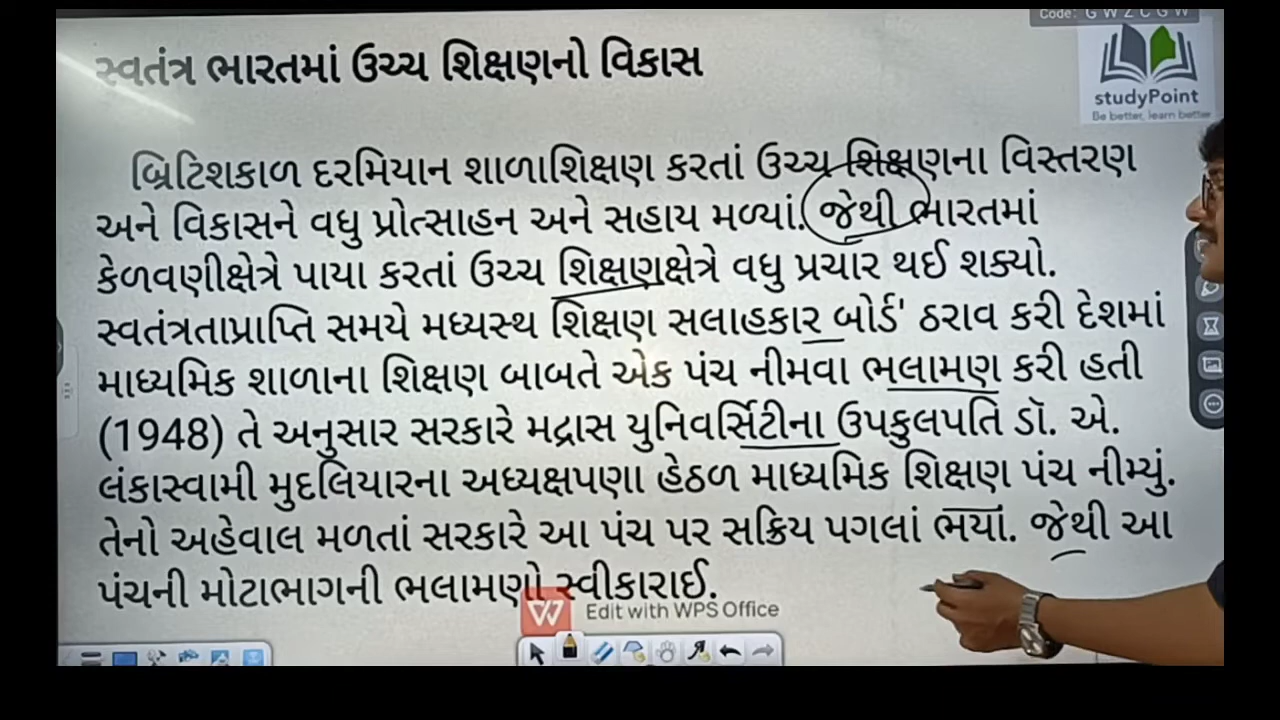 Code: G W Z C G W
સ્વતંત્ર ભારતમાં ઉચ્ચ શિક્ષણનો વિકાસ
studyPoint
Be better, learn better
બ્રિટિશકાળ દરમિયાન શાળાશિક્ષણ કરતાં ઉચ્ચ શિક્ષણના વિસ્તરણ
અને વિકાસને વધુ પ્રોત્સાહન અને સહાય મળ્યાં. જેથી ભારતમાં
કેળવણીક્ષેત્રે પાયા કરતાં ઉચ્ચ શિક્ષણક્ષેત્રે વધુ પ્રચાર થઈ શક્યો.
સ્વતંત્રતાપ્રાપ્તિ સમયે મધ્યસ્થ શિક્ષણ સલાહકાર બોર્ડ' ઠરાવ કરી દેશમાં
માધ્યમિક શાળાના શિક્ષણ બાબતે એક પંચ નીમવા ભલામણ કરી હતી
(1948) તે અનુસાર સરકારે મદ્રાસ યુનિવર્સિટીના ઉપકુલપતિ ડૉ. એ.
લંકાસ્વામી મુદલિયારના અધ્યક્ષપણા હેઠળ માધ્યમિક શિક્ષણ પંચ નીમ્યું.
તેનો અહેવાલ મળતાં સરકારે આ પંચ પર સક્રિય પગલાં ભર્યાં. જેથી આ
પંચની મોટાભાગની ભલામણો સ્વીકારાઈ.
Edit with WPS Office